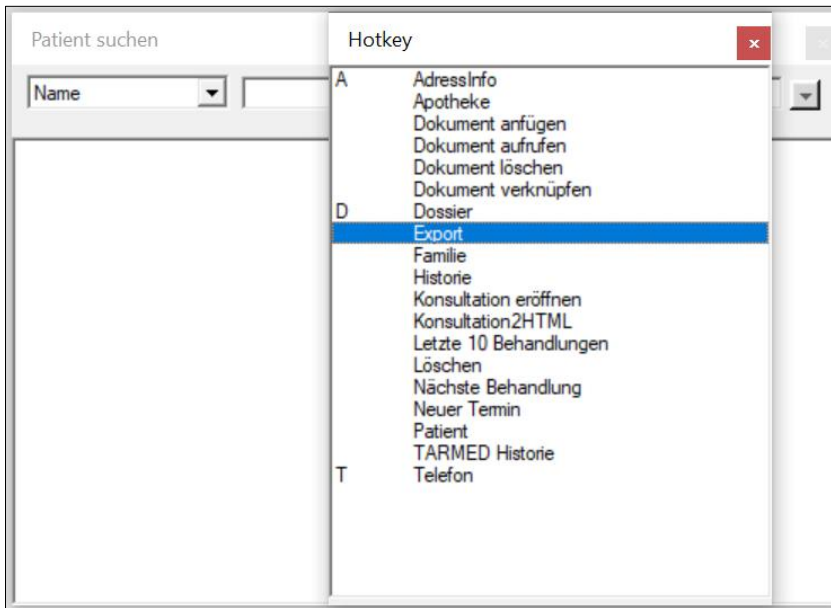 Patient suchen
Hotkey
Name
A AdressInfo
Apotheke
Dokument anfügen
Dokument aufrufen
Dokument löschen
Dokument verknüpfen
D Dossier
Export
Familie
Historie
Konsultation eröffnen
Konsultation2HTML
Letzte 10 Behandlungen
Löschen
Nächste Behandlung
Neuer Termin
Patient
TARMED Historie
T Telefon